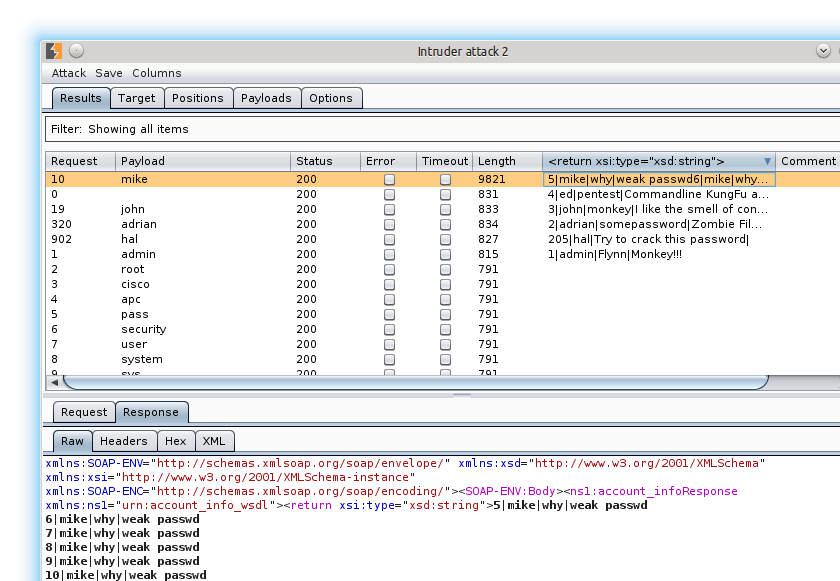 Intruder attack 2
Attack Save Columns
Results Target Positions Payloads Options
Filter: Showing all items
Request Payload Status Error Timeout Length <return xsi:type="xsd:string"> Comment
10 mike 200 9821 5|mike|why|weak passwd6|mike|why...
0 200 831 4|ed|pentest|Commandline KungFu a...
19 john 200 833 3|john|monkey|I like the smell of con...
320 adrian 200 834 2|adrian|somepassword|Zombie Fil...
902 hal 200 827 205|hal|Try to crack this password|
1 admin 200 815 1|admin|Flynn|Monkey!!!
2 root 200 791
3 cisco 200 791
4 apc 200 791
5 pass 200 791
6 security 200 791
7 user 200 791
8 system 200 791
9 sys 200 791
Request Response
Raw Headers Hex XML
xmlns:SOAP-ENV="http://schemas.xmlsoap.org/soap/envelope/" xmlns:xsd="http://www.w3.org/2001/XMLSchema"
xmlns:xsi="http://www.w3.org/2001/XMLSchema-instance"
xmlns:SOAP-ENC="http://schemas.xmlsoap.org/soap/encoding/"><SOAP-ENV:Body><ns1:account_infoResponse
xmlns:ns1="urn:account_info_wsdl"><return xsi:type="xsd:string">5|mike|why|weak passwd
6|mike|why|weak passwd
7|mike|why|weak passwd
8|mike|why|weak passwd
9|mike|why|weak passwd
10|mike|why|weak passwd